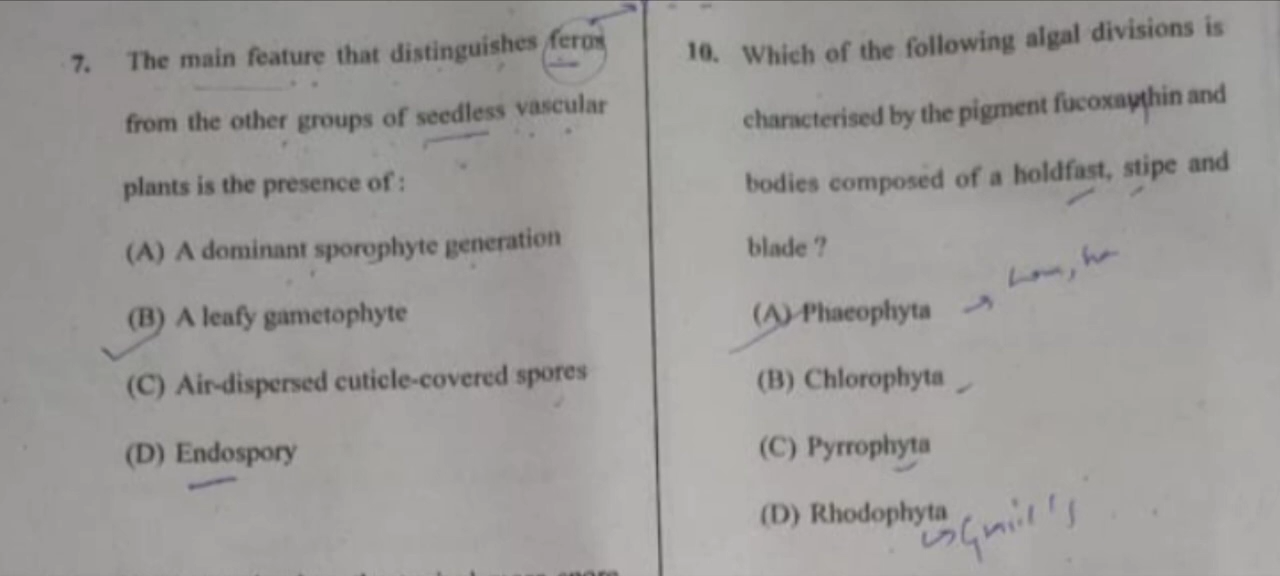 7. The main feature that distinguishes ferns
from the other groups of seedless vascular
plants is the presence of :
(A) A dominant sporophyte generation
(B) A leafy gametophyte
(C) Air-dispersed cuticle-covered spores
(D) Endospory
10. Which of the following algal divisions is
characterised by the pigment fucoxanthin and
bodies composed of a holdfast, stipe and
blade ?
(A) Phaeophyta
(B) Chlorophyta
(C) Pyrrophyta
(D) Rhodophyta